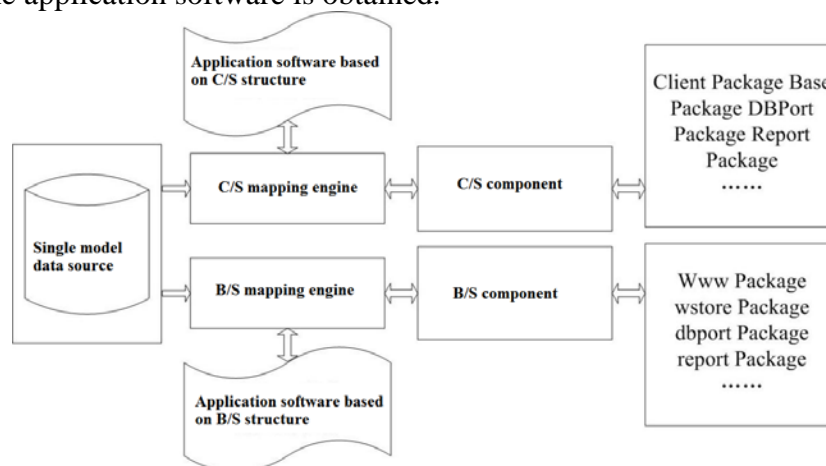 e application software is obtained.
Application software based
on C/S structure
Client Package Base
Package DBPort
Package Report
Package
……
C/S mapping engine
C/S component
Single model
data source
B/S mapping engine
B/S component
Www Package
wstore Package
dbport Package
report Package
……
Application software based
on B/S structure